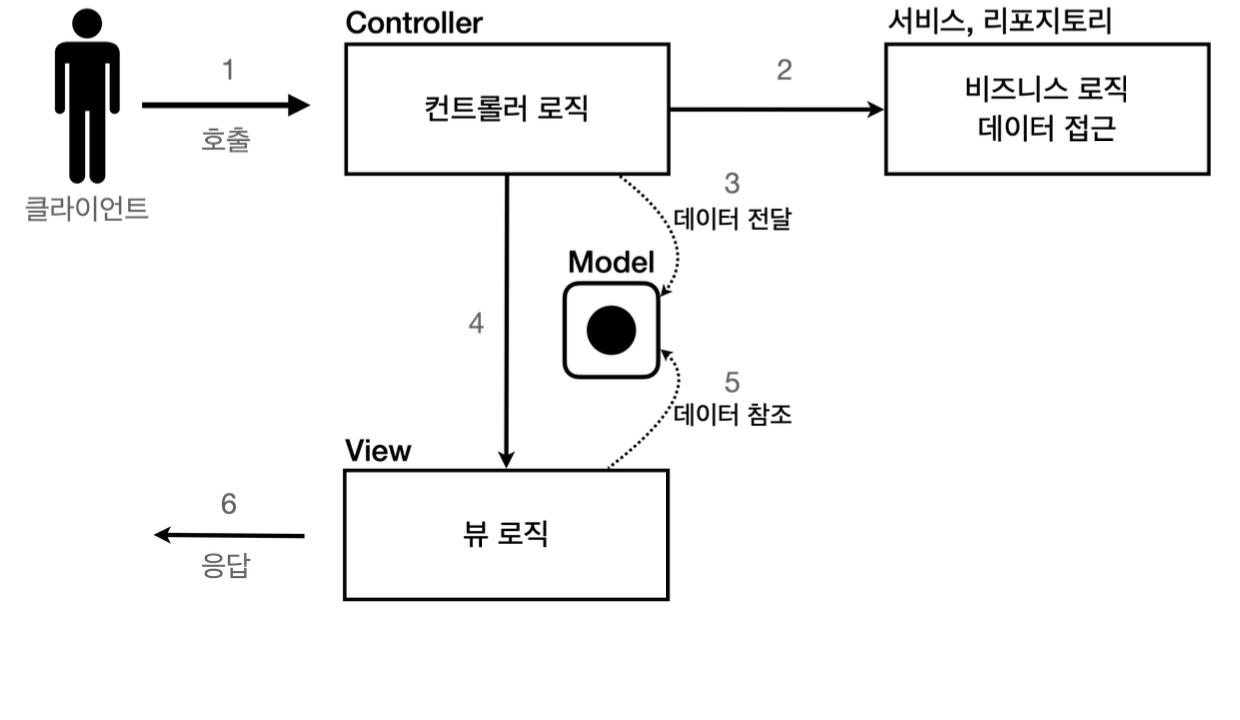 Controller
서비스, 리포지토리
1
호출
컨트롤러 로직
2
비즈니스 로직
데이터 접근
클라이언트
3
데이터 전달
Model
4
5
데이터 참조
View
6
응답
뷰 로직